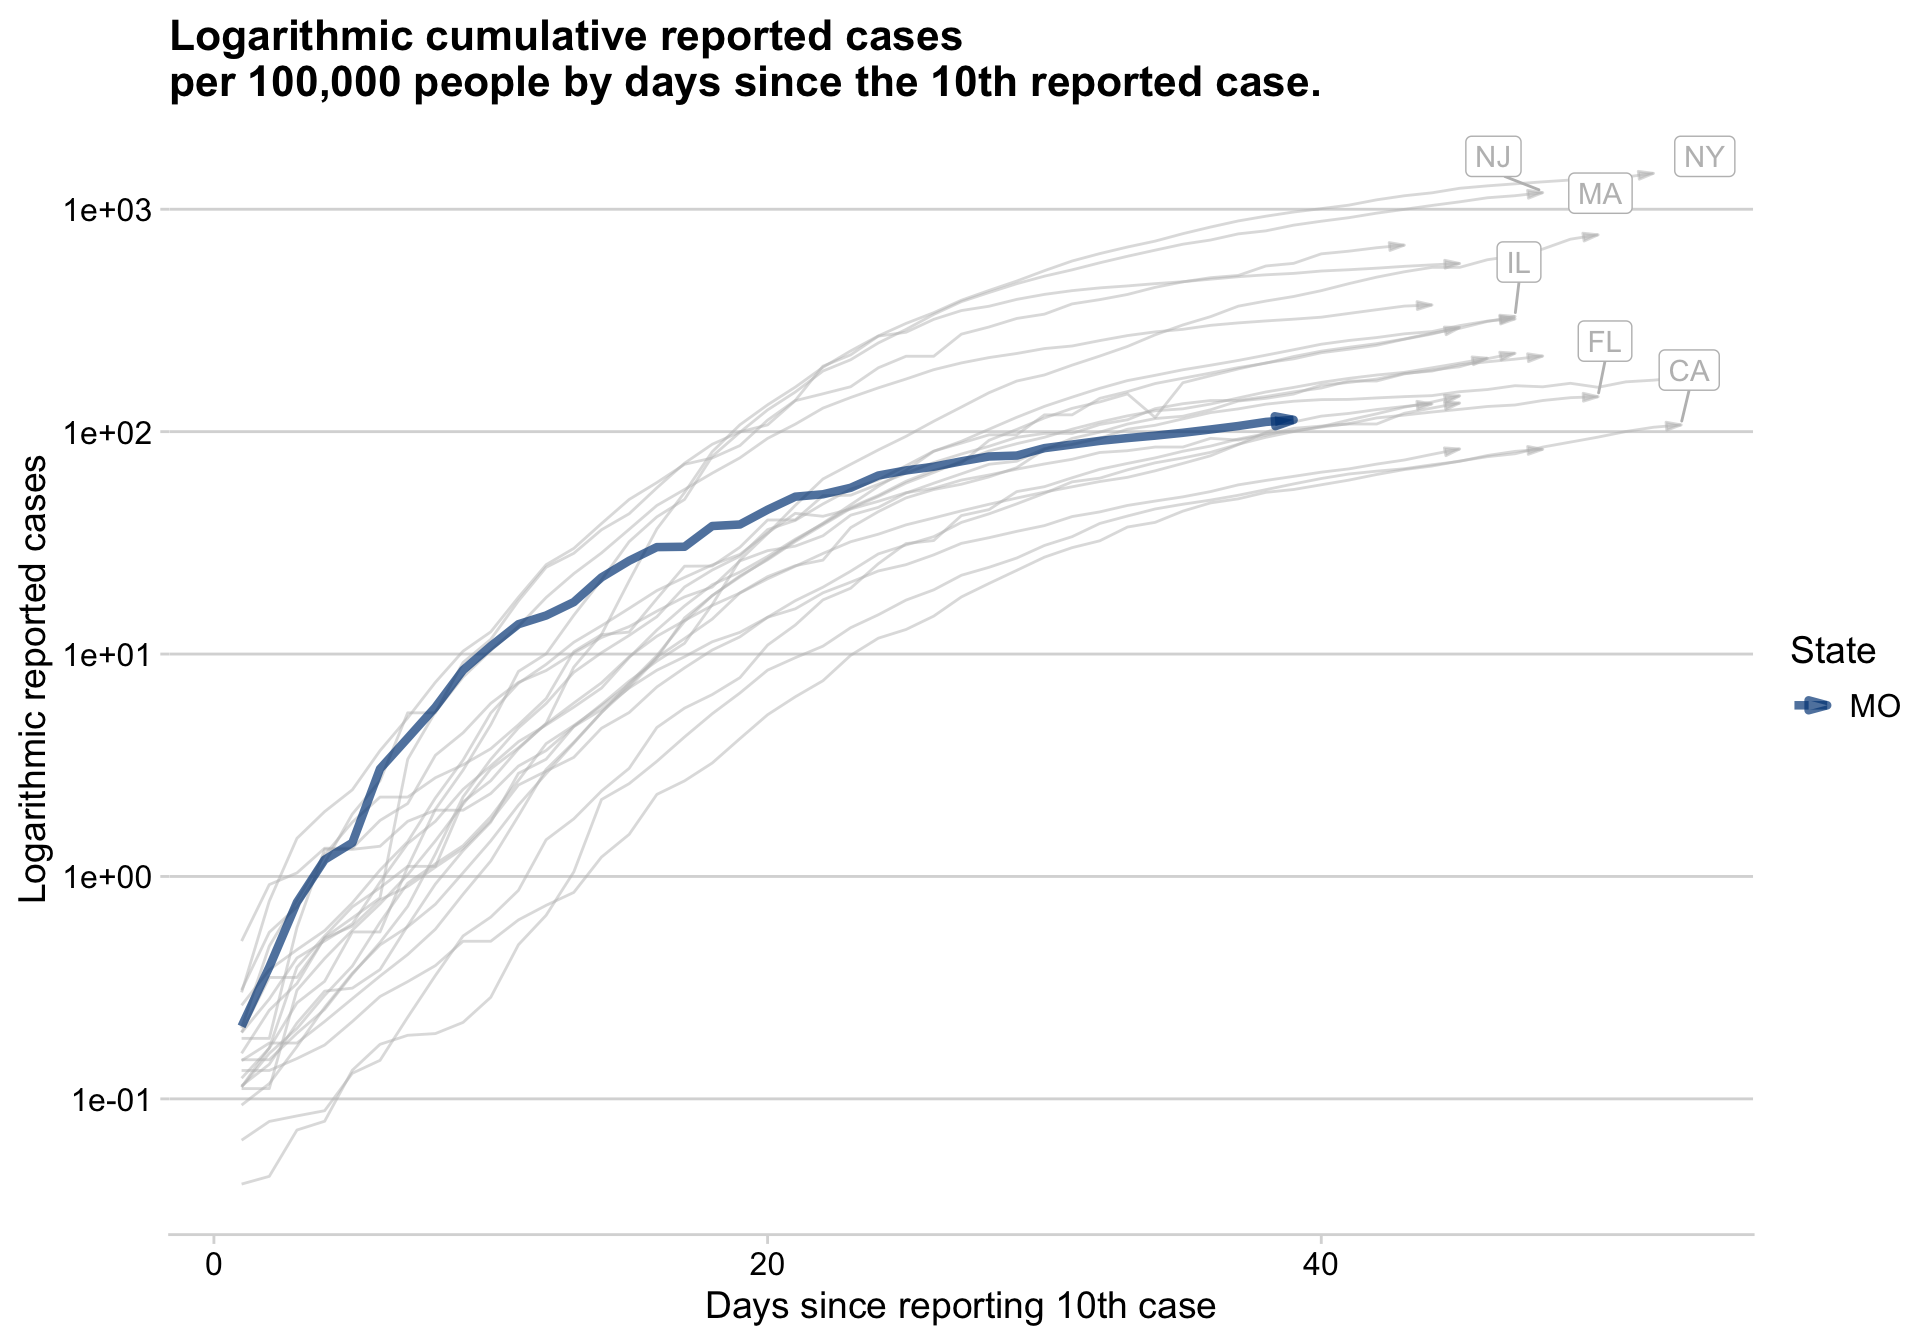 Logarithmic cumulative reported cases
per 100,000 people by days since the 10th reported case.
NJ
NY
MA
IL
FL
CA
1e+03
1e+02
1e+01
1e+00
1e-01
Logarithmic reported cases
0
20
40
Days since reporting 10th case
State
MO